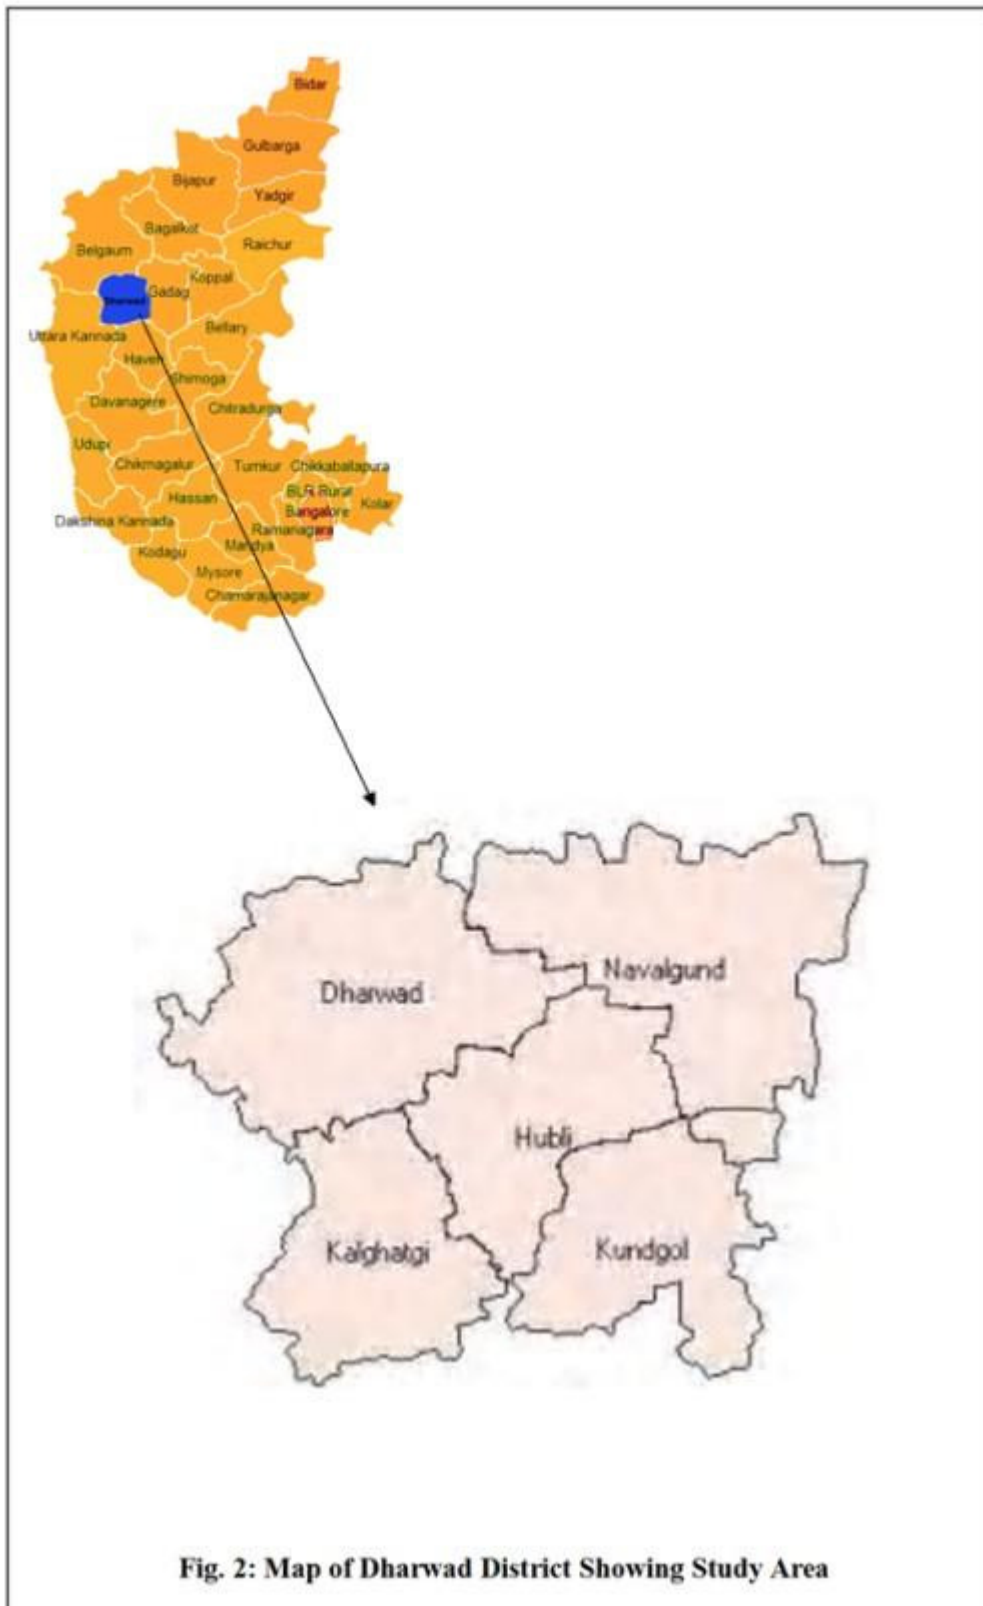 Bidar
Gulbarga
Bijapur
Yadgir
Bagalkot
Raichur
Belgaum
Koppal
Gadag
Dharwad
Bellary
Uttara Kannada
Haveri
Shimoga
Davanagere
Chitradurga
Udupi
Chikmagalur
Tumkur
Chikkaballapura
BLR Rural
Hassan
Kolar
Bangalore
Dakshina Kannada
Ramanagara
Mandya
Kodagu
Mysore
Chamarajanagar
Navalgund
Dharwad
Hubli
Kalghatgi
Kundgol
Fig. 2: Map of Dharwad District Showing Study Area